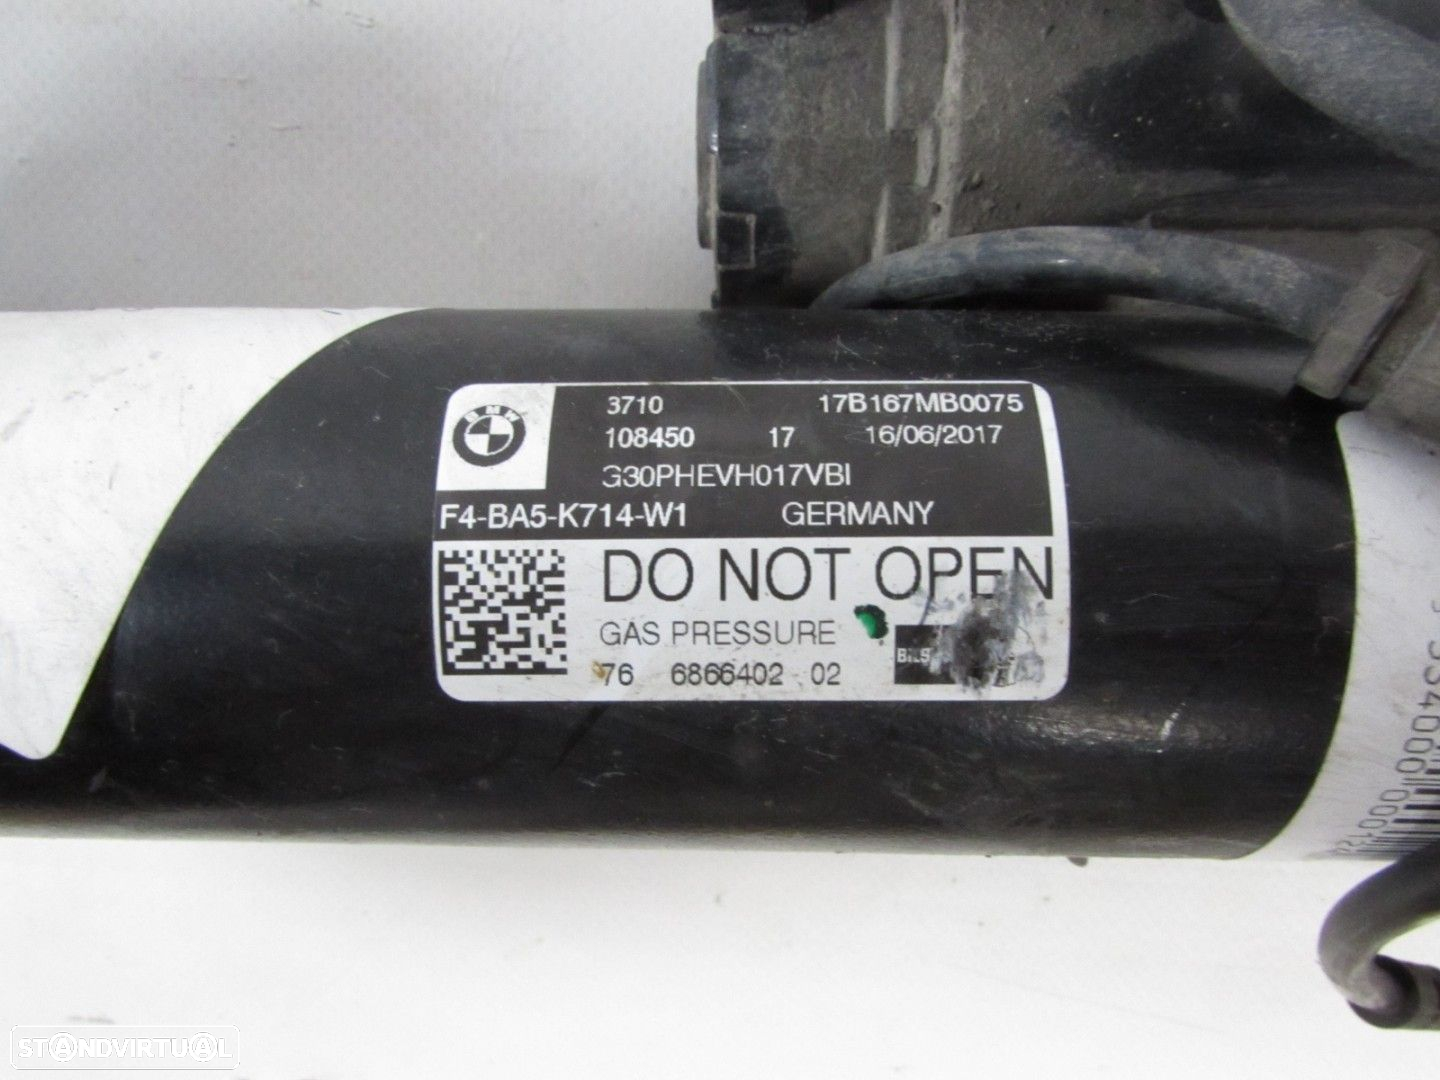 BMW
3710 17B167MB0075
108450 17 16/06/2017
G30PHEVH017VBI
F4-BA5-K714-W1 GERMANY
DO NOT OPEN
GAS PRESSURE
76 6866402 02
STANDVIRTUAL